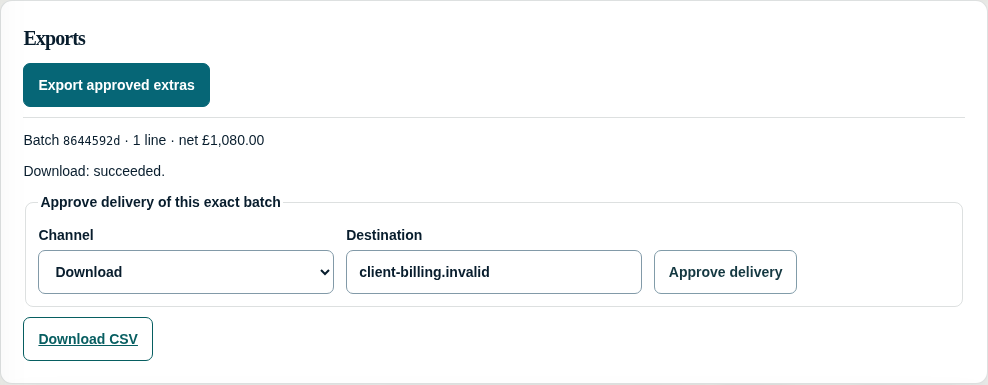 Exports
Export approved extras
Batch 8644592d · 1 line · net £1,080.00
Download: succeeded.
Approve delivery of this exact batch
Channel Destination
Download client-billing.invalid Approve delivery
Download CSV